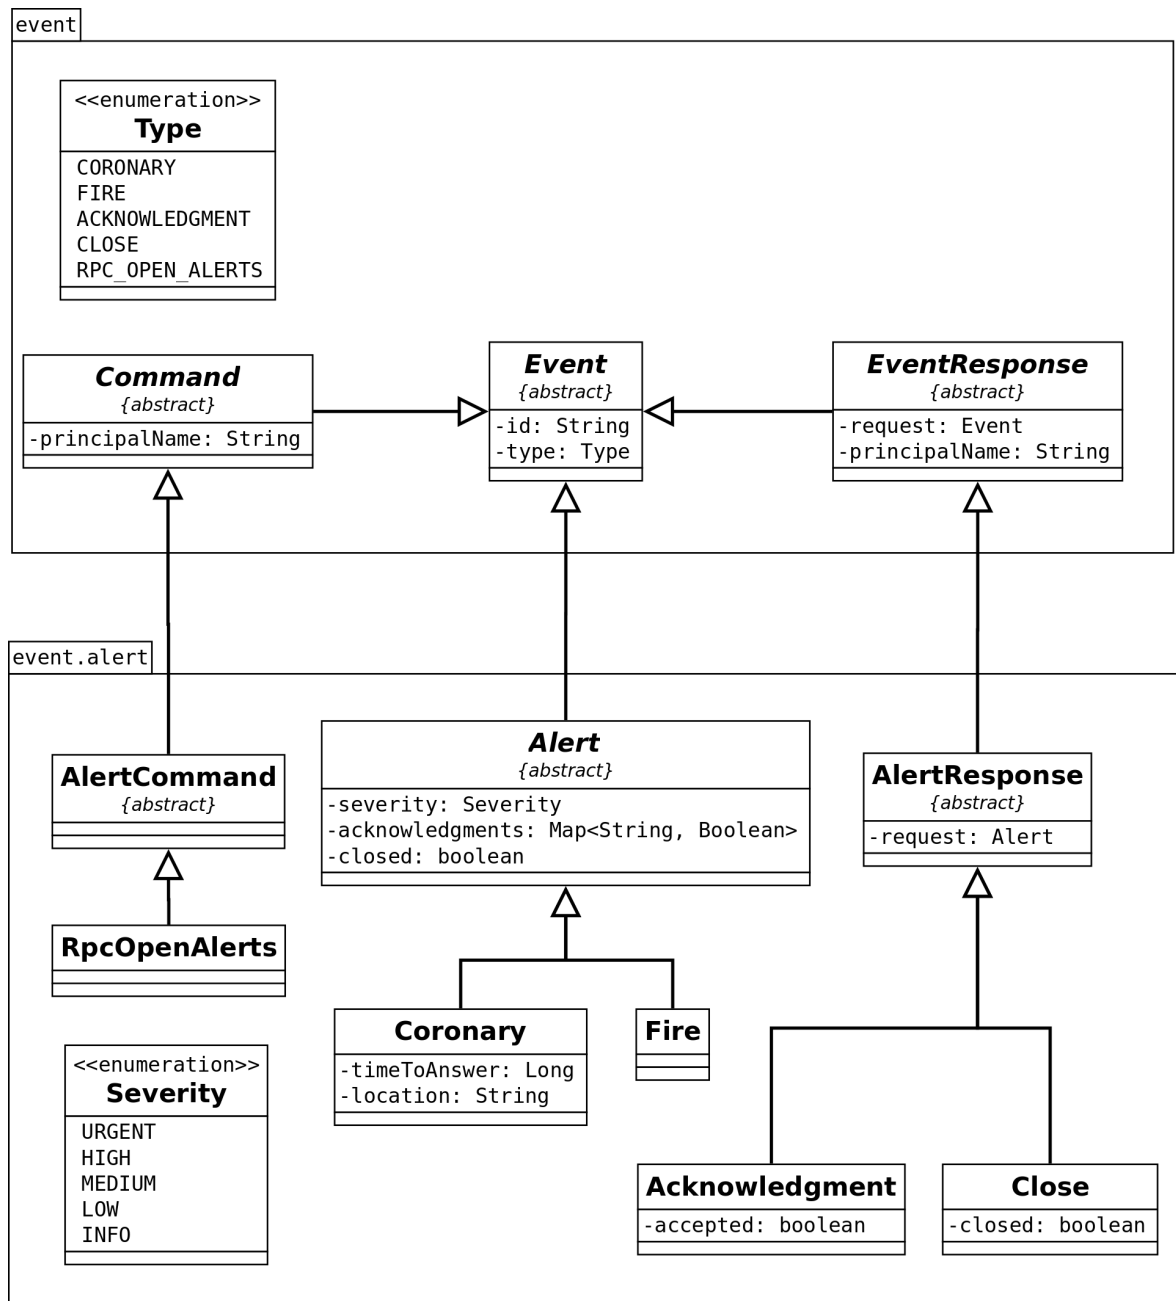 event
<<enumeration>>
Type
CORONARY
FIRE
ACKNOWLEDGMENT
CLOSE
RPC_OPEN_ALERTS
Command
{abstract}
-principalName: String
Event
{abstract}
-id: String
-type: Type
EventResponse
{abstract}
-request: Event
-principalName: String
event.alert
AlertCommand
{abstract}
Alert
{abstract}
-severity: Severity
-acknowledgments: Map<String, Boolean>
-closed: boolean
AlertResponse
{abstract}
-request: Alert
RpcOpenAlerts
Coronary
-timeToAnswer: Long
-location: String
Fire
<<enumeration>>
Severity
URGENT
HIGH
MEDIUM
LOW
INFO
Acknowledgment
-accepted: boolean
Close
-closed: boolean